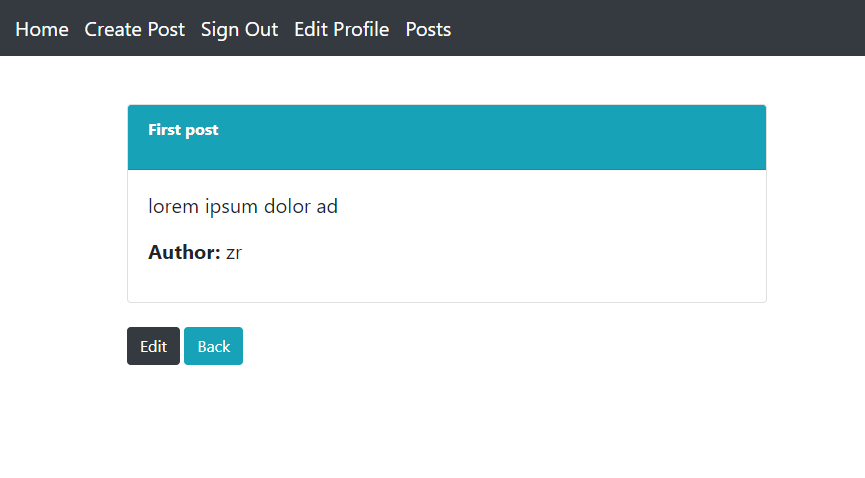 Home Create Post Sign Out Edit Profile Posts
First post
lorem ipsum dolor ad
Author: zr
Edit Back